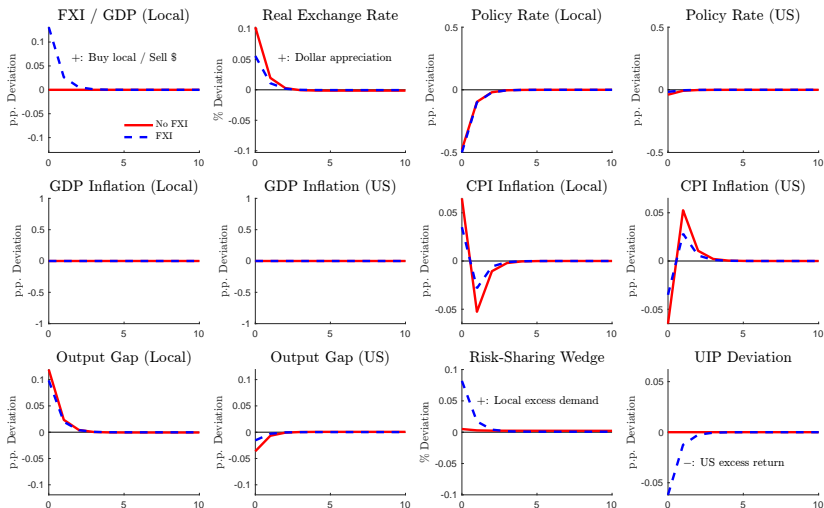 FXI / GDP (Local)
Real Exchange Rate
Policy Rate (Local)
Policy Rate (US)
p.p. Deviation
0.1
0.05
0
-0.05
-0.1
+: Buy local / Sell $
No FXI
FXI
0 5 10
% Deviation
0.1
0.05
0
-0.05
-0.1
+: Dollar appreciation
0 5 10
p.p. Deviation
0.5
0
-0.5
0 5 10
p.p. Deviation
0.5
0
-0.5
0 5 10
GDP Inflation (Local)
GDP Inflation (US)
CPI Inflation (Local)
CPI Inflation (US)
p.p. Deviation
1
0.5
0
-0.5
-1
0 5 10
p.p. Deviation
1
0.5
0
-0.5
-1
0 5 10
p.p. Deviation
0.05
0
-0.05
0 5 10
p.p. Deviation
0.05
0
-0.05
0 5 10
Output Gap (Local)
Output Gap (US)
Risk-Sharing Wedge
UIP Deviation
p.p. Deviation
0.1
0.05
0
-0.05
-0.1
0 5 10
p.p. Deviation
0.1
0.05
0
-0.05
-0.1
0 5 10
% Deviation
0.1
0.05
0
-0.05
-0.1
+: Local excess demand
0 5 10
p.p. Deviation
0.05
0
-0.05
−: US excess return
0 5 10